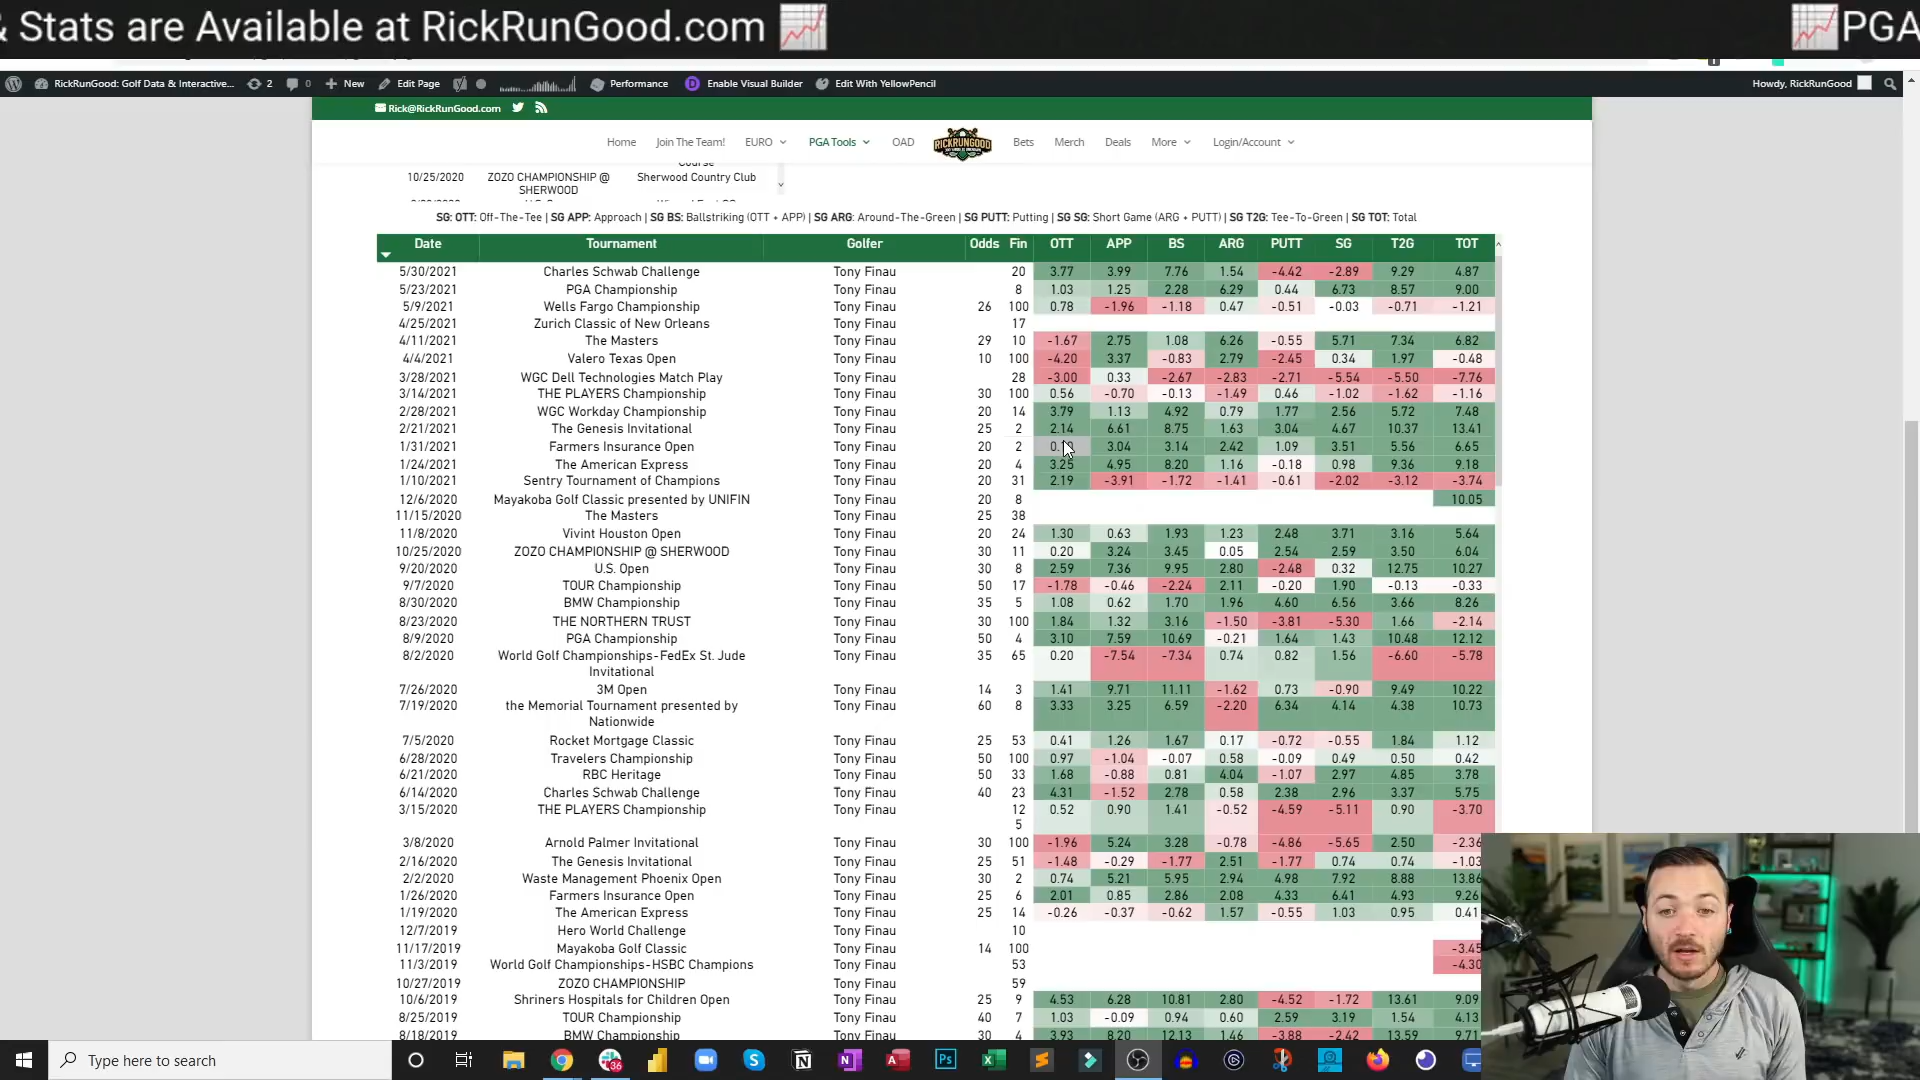 & Stats are Available at RickRunGood.com PGA
RickRunGood: Golf Data & Interactive... 2 0 New Edit Page Performance Enable Visual Builder Edit With YellowPencil Howdy, RickRunGood
Rick@RickRunGood.com
Home Join The Team! EURO PGA Tools OAD RICKRUNGOOD Bets Merch Deals More Login/Account
Course
10/25/2020 ZOZO CHAMPIONSHIP @ SHERWOOD Sherwood Country Club
SG: OTT: Off-The-Tee | SG APP: Approach | SG BS: Ballstriking (OTT + APP) | SG ARG: Around-The-Green | SG PUTT: Putting | SG SG: Short Game (ARG + PUTT) | SG T2G: Tee-To-Green | SG TOT: Total
Date Tournament Golfer Odds Fin OTT APP BS ARG PUTT SG T2G TOT
5/30/2021 Charles Schwab Challenge Tony Finau 20 3.77 3.99 7.76 1.54 -4.42 -2.89 9.29 4.87
5/23/2021 PGA Championship Tony Finau 8 1.03 1.25 2.28 6.29 0.44 6.73 8.57 9.00
5/9/2021 Wells Fargo Championship Tony Finau 26 100 0.78 -1.96 -1.18 0.47 -0.51 -0.03 -0.71 -1.21
4/25/2021 Zurich Classic of New Orleans Tony Finau 17
4/11/2021 The Masters Tony Finau 29 10 -1.67 2.75 1.08 6.26 -0.55 5.71 7.34 6.82
4/4/2021 Valero Texas Open Tony Finau 10 100 -4.20 3.37 -0.83 2.79 -2.45 0.34 1.97 -0.48
3/28/2021 WGC Dell Technologies Match Play Tony Finau 28 -3.00 0.33 -2.67 -2.83 -2.71 -5.54 -5.50 -7.76
3/14/2021 THE PLAYERS Championship Tony Finau 30 100 0.56 -0.70 -0.13 -1.49 0.46 -1.02 -1.62 -1.16
2/28/2021 WGC Workday Championship Tony Finau 20 14 3.79 1.13 4.92 0.79 1.77 2.56 5.72 7.48
2/21/2021 The Genesis Invitational Tony Finau 25 2 2.14 6.61 8.75 1.63 3.04 4.67 10.37 13.41
1/31/2021 Farmers Insurance Open Tony Finau 20 2 3.04 3.14 2.42 1.09 3.51 5.56 6.65
1/24/2021 The American Express Tony Finau 20 4 3.25 4.95 8.20 1.16 -0.18 0.98 9.36 9.18
1/10/2021 Sentry Tournament of Champions Tony Finau 20 31 2.19 -3.91 -1.72 -1.41 -0.61 -2.02 -3.12 -3.74
12/6/2020 Mayakoba Golf Classic presented by UNIFIN Tony Finau 20 8 10.05
11/15/2020 The Masters Tony Finau 25 38
11/8/2020 Vivint Houston Open Tony Finau 20 24 1.30 0.63 1.93 1.23 2.48 3.71 3.16 5.64
10/25/2020 ZOZO CHAMPIONSHIP @ SHERWOOD Tony Finau 30 11 0.20 3.24 3.45 0.05 2.54 2.59 3.50 6.04
9/20/2020 U.S. Open Tony Finau 30 8 2.59 7.36 9.95 2.80 -2.48 0.32 12.75 10.27
9/7/2020 TOUR Championship Tony Finau 50 17 -1.78 -0.46 -2.24 2.11 -0.20 1.90 -0.13 -0.33
8/30/2020 BMW Championship Tony Finau 35 5 1.08 0.62 1.70 1.96 4.60 6.56 3.66 8.26
8/23/2020 THE NORTHERN TRUST Tony Finau 30 100 1.84 1.32 3.16 -1.50 -3.81 -5.30 1.66 -2.14
8/9/2020 PGA Championship Tony Finau 50 4 3.10 7.59 10.69 -0.21 1.64 1.43 10.48 12.12
8/2/2020 World Golf Championships-FedEx St. Jude Invitational Tony Finau 35 65 0.20 -7.54 -7.34 0.74 0.82 1.56 -6.60 -5.78
7/26/2020 3M Open Tony Finau 14 3 1.41 9.71 11.11 -1.62 0.73 -0.90 9.49 10.22
7/19/2020 the Memorial Tournament presented by Nationwide Tony Finau 60 8 3.33 3.25 6.59 -2.20 6.34 4.14 4.38 10.73
7/5/2020 Rocket Mortgage Classic Tony Finau 25 53 0.41 1.26 1.67 0.17 -0.72 -0.55 1.84 1.12
6/28/2020 Travelers Championship Tony Finau 50 100 0.97 -1.04 -0.07 0.58 -0.09 0.49 0.50 0.42
6/21/2020 RBC Heritage Tony Finau 50 33 1.68 -0.88 0.81 4.04 -1.07 2.97 4.85 3.78
6/14/2020 Charles Schwab Challenge Tony Finau 40 23 4.31 -1.52 2.78 0.58 2.38 2.96 3.37 5.75
3/15/2020 THE PLAYERS Championship Tony Finau 125 0.52 0.90 1.41 -0.52 -4.59 -5.11 0.90 -3.70
3/8/2020 Arnold Palmer Invitational Tony Finau 30 100 -1.96 5.24 3.28 -0.78 -4.86 -5.65 2.50 -2.36
2/16/2020 The Genesis Invitational Tony Finau 25 51 -1.48 -0.29 -1.77 2.51 -1.77 0.74 0.74 -1.03
2/2/2020 Waste Management Phoenix Open Tony Finau 30 2 0.74 5.21 5.95 2.94 4.98 7.92 8.88 13.86
1/26/2020 Farmers Insurance Open Tony Finau 25 6 2.01 0.85 2.86 2.08 4.33 6.41 4.93 9.26
1/19/2020 The American Express Tony Finau 25 14 -0.26 -0.37 -0.62 1.57 -0.55 1.03 0.95 0.41
12/7/2019 Hero World Challenge Tony Finau 10
11/17/2019 Mayakoba Golf Classic Tony Finau 14 100 -3.45
11/3/2019 World Golf Championships-HSBC Champions Tony Finau 53 -4.30
10/27/2019 ZOZO CHAMPIONSHIP Tony Finau 59
10/6/2019 Shriners Hospitals for Children Open Tony Finau 25 9 4.53 6.28 10.81 2.80 -4.52 -1.72 13.61 9.09
8/25/2019 TOUR Championship Tony Finau 40 7 1.03 -0.09 0.94 0.60 2.59 3.19 1.54 4.13
8/18/2019 BMW Championship Tony Finau 30 4 3.93 8.20 12.13 1.46 -3.88 -2.42 13.59 9.71
Type here to search